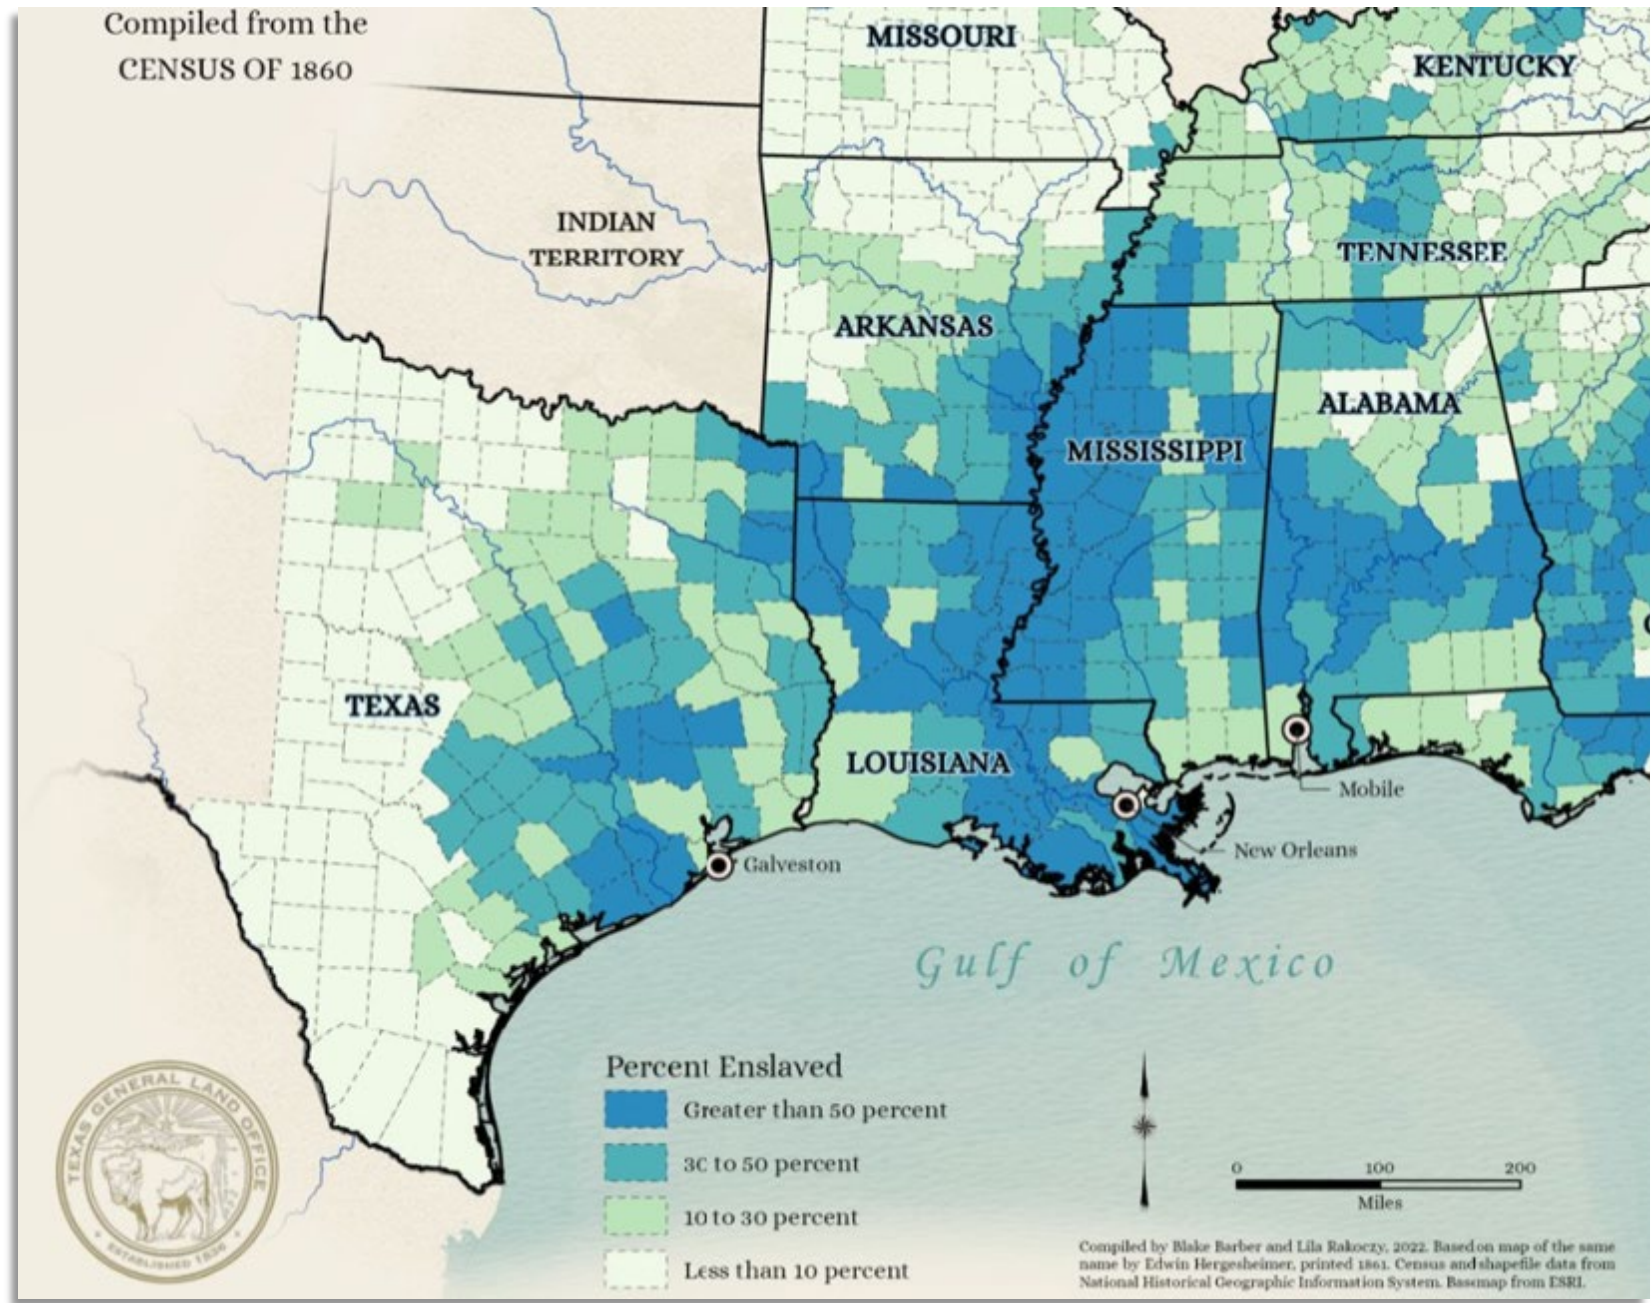 Compiled from the
CENSUS OF 1860
MISSOURI
KENTUCKY
INDIAN
TERRITORY
TENNESSEE
ARKANSAS
ALABAMA
MISSISSIPPI
TEXAS
LOUISIANA
Mobile
New Orleans
Galveston
Gulf of Mexico
Percent Enslaved
Greater than 50 percent
30 to 50 percent
10 to 30 percent
Less than 10 percent
0 100 200
Miles
TEXAS GENERAL LAND OFFICE
ESTABLISHED 1836
Compiled by Blake Barber and Lila Rakoczy, 2022. Based on map of the same
name by Edwin Hergesheimer, printed 1861. Census and shapefile data from
National Historical Geographic Information System. Basemap from ESRI.